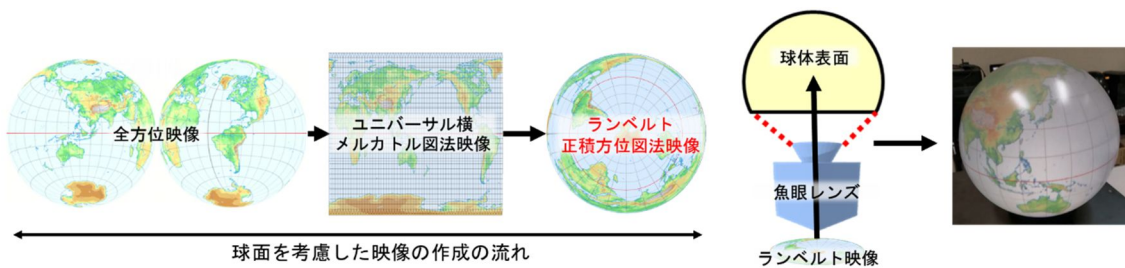 全方位映像
ユニバーサル横
メルカトル図法映像
ランベルト
正積方位図法映像
球面を考慮した映像の作成の流れ
球体表面
魚眼レンズ
ランベルト映像